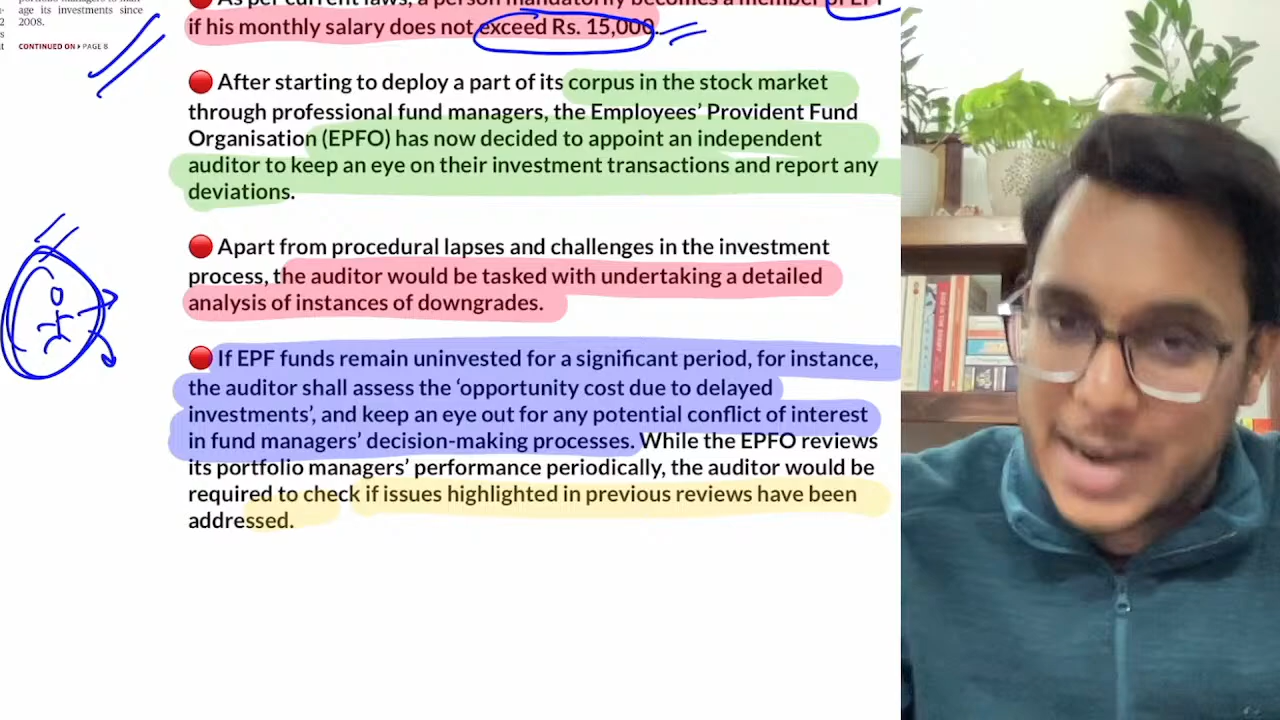 portfolio managers to man-
age its investments since
2008.
CONTINUED ON ▸ PAGE 8
As per current laws, a person mandatorily becomes a member of EPF
if his monthly salary does not exceed Rs. 15,000.
After starting to deploy a part of its corpus in the stock market
through professional fund managers, the Employees’ Provident Fund
Organisation (EPFO) has now decided to appoint an independent
auditor to keep an eye on their investment transactions and report any
deviations.
Apart from procedural lapses and challenges in the investment
process, the auditor would be tasked with undertaking a detailed
analysis of instances of downgrades.
If EPF funds remain uninvested for a significant period, for instance,
the auditor shall assess the ‘opportunity cost due to delayed
investments’, and keep an eye out for any potential conflict of interest
in fund managers’ decision-making processes. While the EPFO reviews
its portfolio managers’ performance periodically, the auditor would be
required to check if issues highlighted in previous reviews have been
addressed.